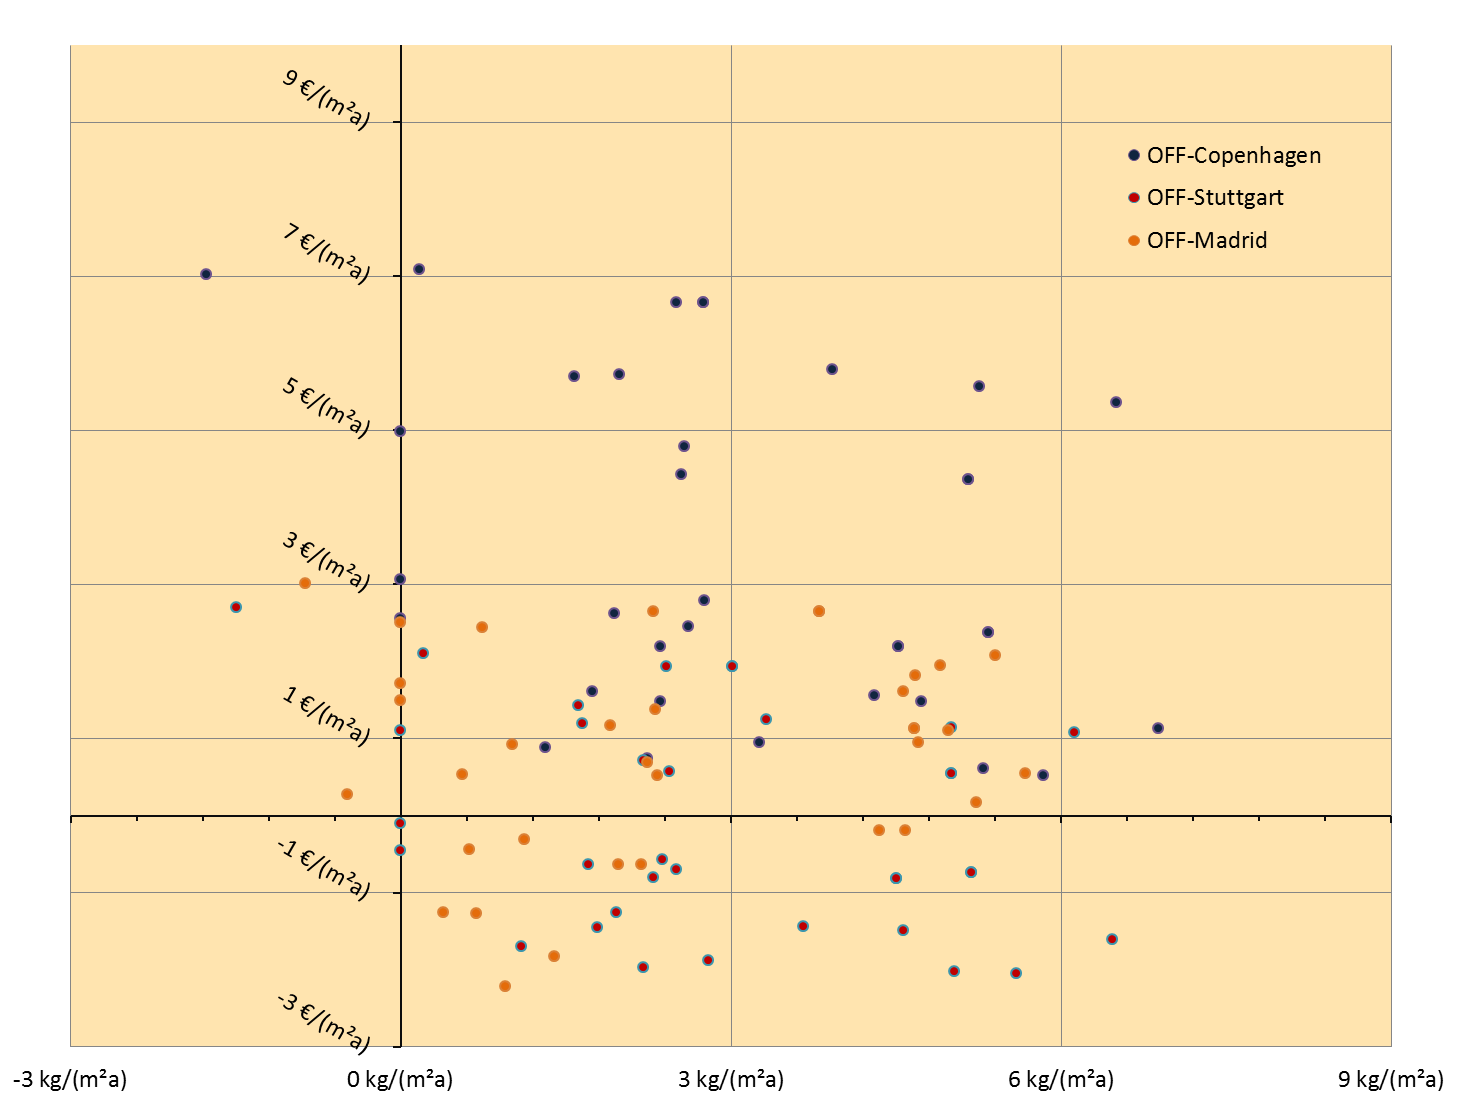 9 €/(m²a)
OFF-Copenhagen
OFF-Stuttgart
OFF-Madrid
7 €/(m²a)
5 €/(m²a)
3 €/(m²a)
1 €/(m²a)
-1 €/(m²a)
-3 €/(m²a)
-3 kg/(m²a)
0 kg/(m²a)
3 kg/(m²a)
6 kg/(m²a)
9 kg/(m²a)